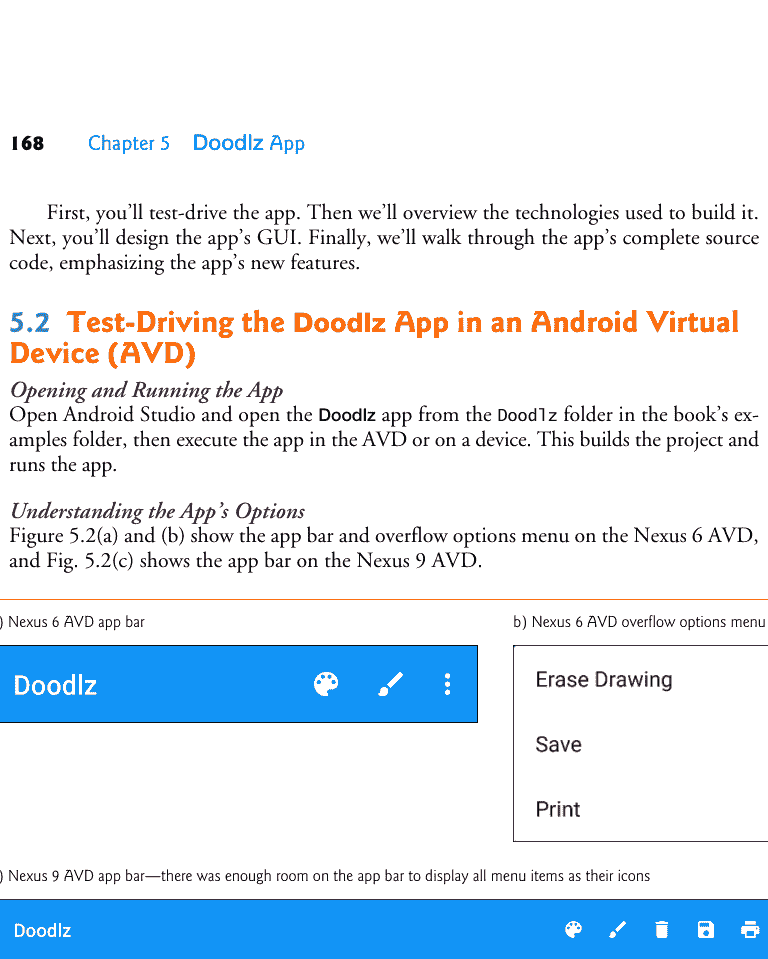 168 Chapter 5 Doodlz App
First, you’ll test-drive the app. Then we’ll overview the technologies used to build it.
Next, you’ll design the app’s GUI. Finally, we’ll walk through the app’s complete source
code, emphasizing the app’s new features.
5.2 Test-Driving the Doodlz App in an Android Virtual
Device (AVD)
Opening and Running the App
Open Android Studio and open the Doodlz app from the Doodlz folder in the book’s ex-
amples folder, then execute the app in the AVD or on a device. This builds the project and
runs the app.
Understanding the App’s Options
Figure 5.2(a) and (b) show the app bar and overflow options menu on the Nexus 6 AVD,
and Fig. 5.2(c) shows the app bar on the Nexus 9 AVD.
) Nexus 6 AVD app bar
b) Nexus 6 AVD overflow options menu
Doodlz
Erase Drawing
Save
Print
) Nexus 9 AVD app bar—there was enough room on the app bar to display all menu items as their icons
Doodlz